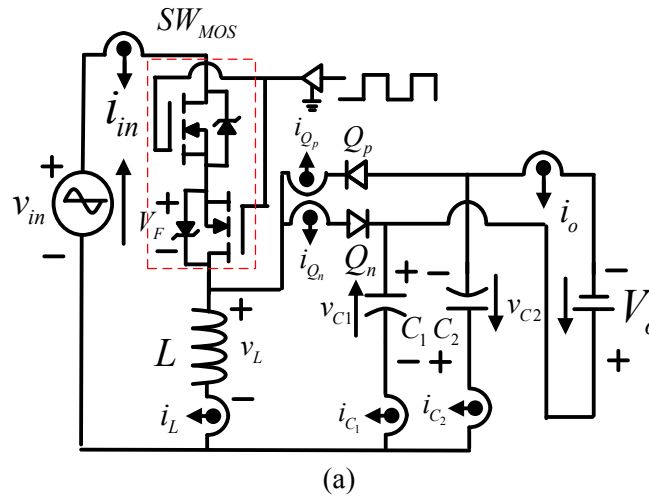 SW_MOS
i_in
v_in
+
−
+
V_F
−
i_Qp
Q_p
i_Qn
Q_n
i_o
+
L
v_L
−
i_L
v_C1
+
C_1
−
i_C1
−
C_2
+
v_C2
i_C2
−
V_o
+
(a)